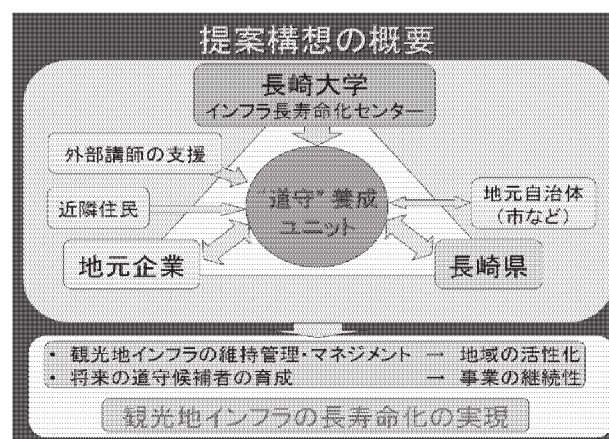 提案構想の概要
長崎大学
インフラ長寿命化センター
外部講師の支援
近隣住民
地元企業
“道守”養成
ユニット
地元自治体
(市など)
長崎県
・ 観光地インフラの維持管理・マネジメント → 地域の活性化
・ 将来の道守候補者の育成 → 事業の継続性
観光地インフラの長寿命化の実現